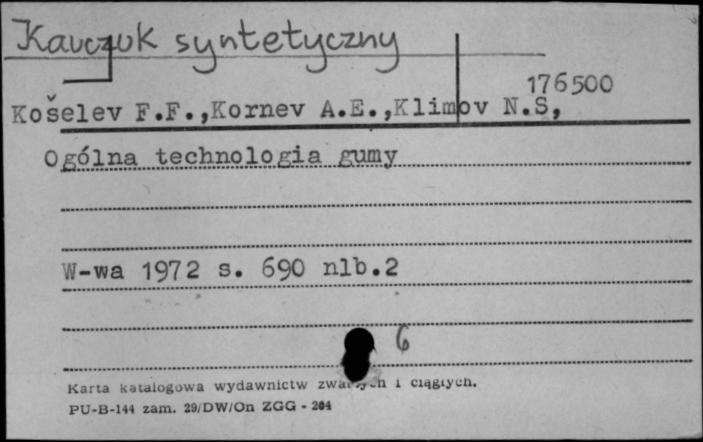 Kauczuk syntetyczny
176500
Košelev F.F.,Kornev A.E.,Klimov N.S,
Ogólna technologia gumy
W-wa 1972 s. 690 nlb.2
6
Karta katalogowa wydawnictw zwartych i ciągłych.
PU-B-144 zam. 29/DW/On ZGG - 204